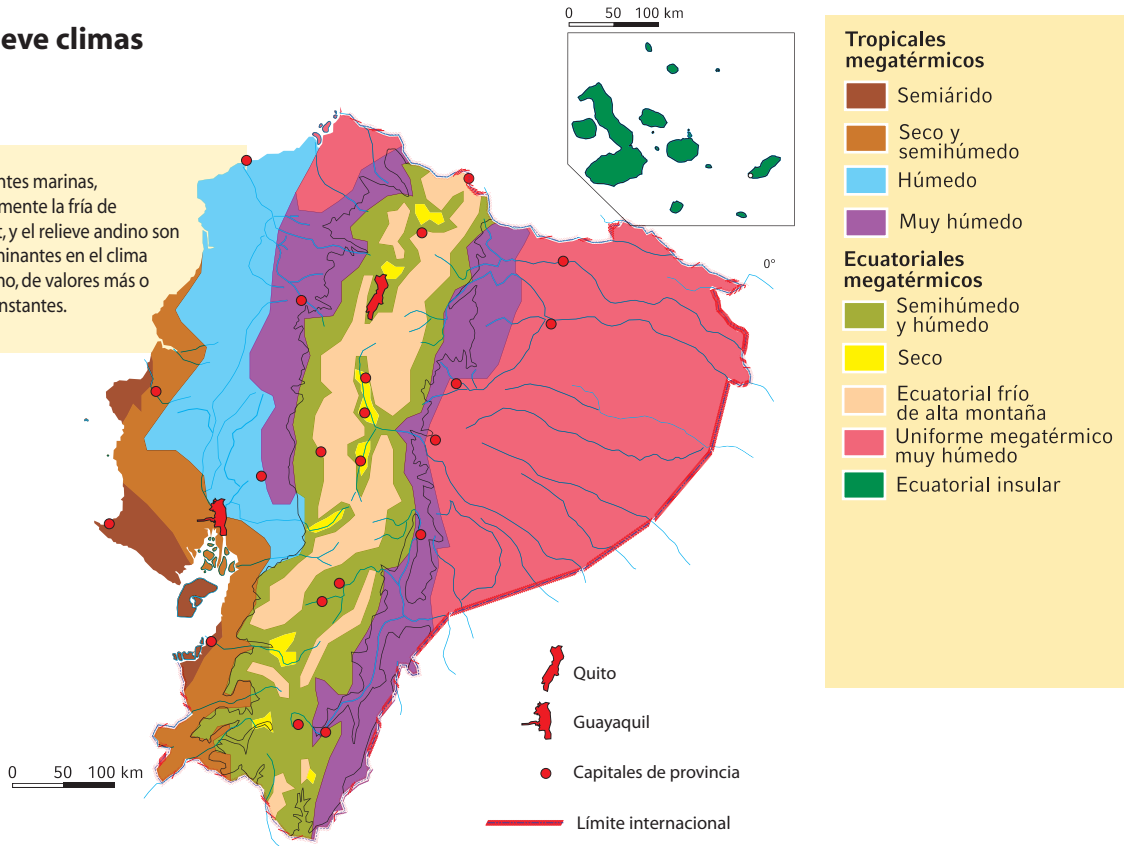 eve climas
ntes marinas,
mente la fría de
, y el relieve andino son
minantes en el clima
no, de valores más o
nstantes.
0 50 100 km
0°
Tropicales
megatérmicos
Semiárido
Seco y
semihúmedo
Húmedo
Muy húmedo
Ecuatoriales
megatérmicos
Semihúmedo
y húmedo
Seco
Ecuatorial frío
de alta montaña
Uniforme megatérmico
muy húmedo
Ecuatorial insular
Quito
Guayaquil
Capitales de provincia
Límite internacional
0 50 100 km